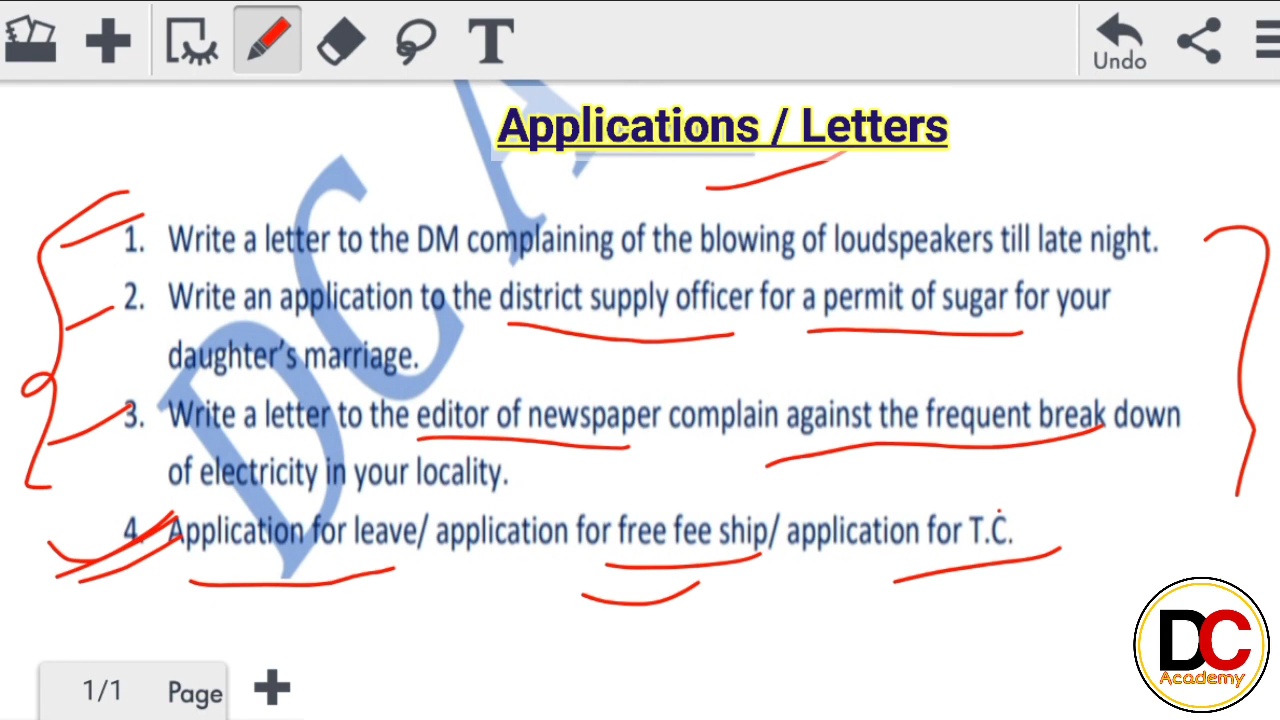 Undo
Applications / Letters
1. Write a letter to the DM complaining of the blowing of loudspeakers till late night.
2. Write an application to the district supply officer for a permit of sugar for your
daughter's marriage.
3. Write a letter to the editor of newspaper complain against the frequent break down
of electricity in your locality.
4. Application for leave/ application for free fee ship/ application for T.C.
DCA
DC
Academy
1/1 Page